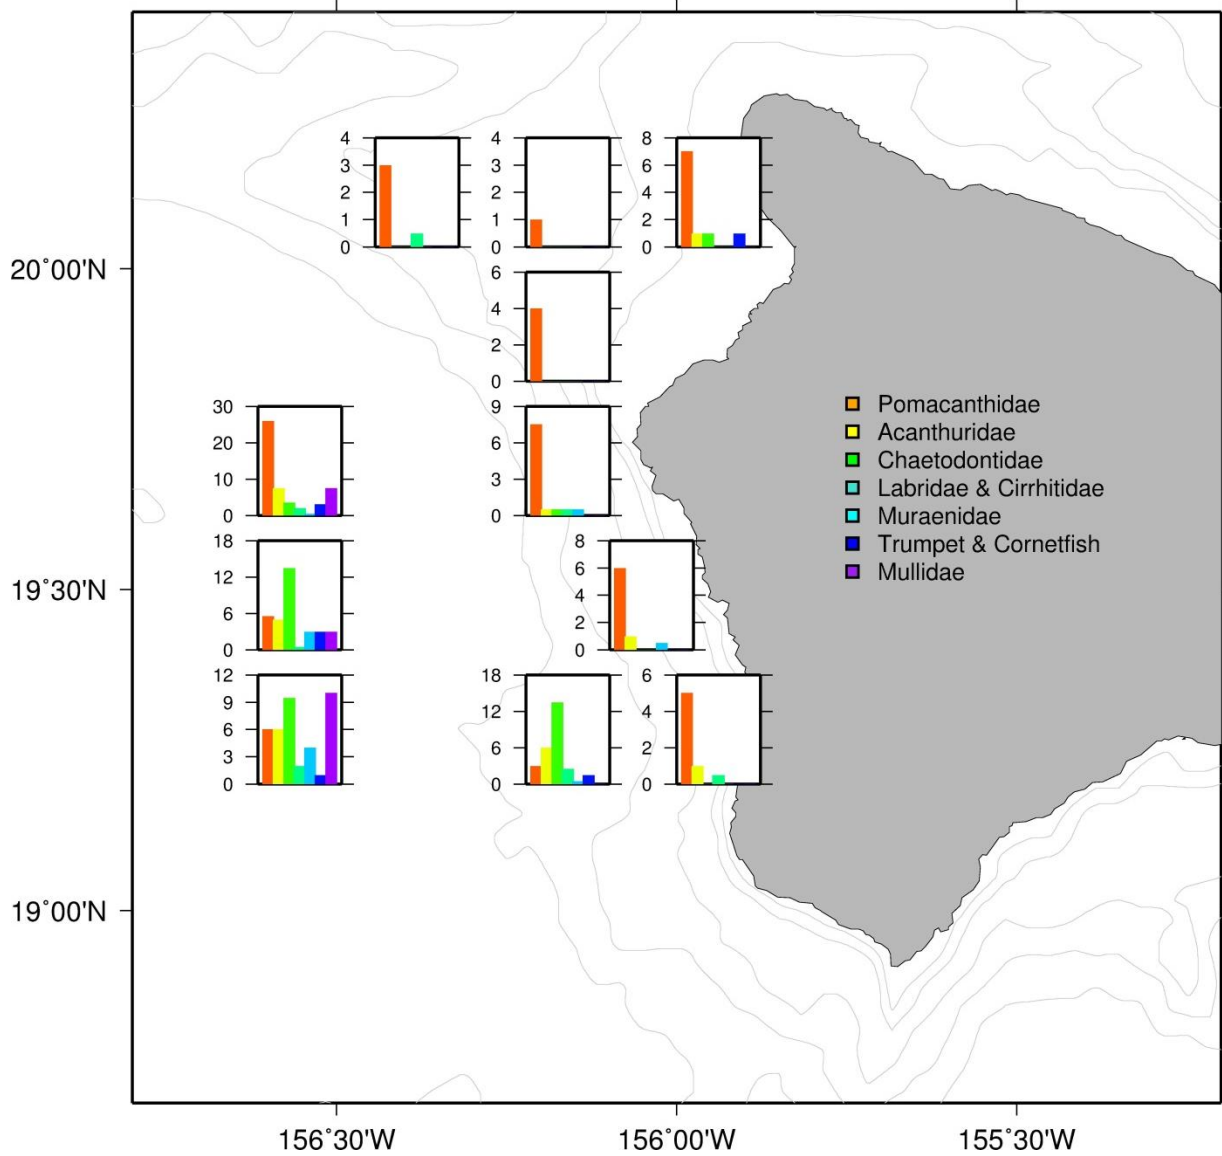 4 4 8
3 3 6
2 2 4
1 1 2
0 0 0
20°00'N
6
4
2
0
30 9
20 6
10 3
0 0
Pomacanthidae
Acanthuridae
Chaetodontidae
Labridae & Cirrhitidae
Muraenidae
Trumpet & Cornetfish
Mullidae
18 8
12 6
6 4
0 2
0
19°30'N
12 18 6
9 12 4
6 6 2
3 0 0
0
19°00'N
156°30'W 156°00'W 155°30'W